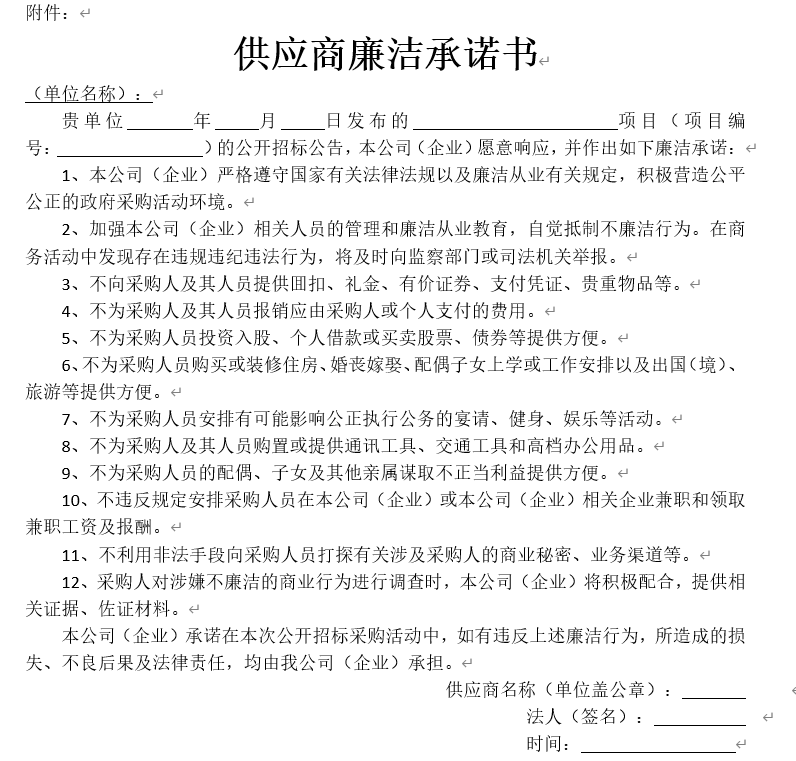 附件：
供应商廉洁承诺书
（单位名称）：
贵单位______年____月____日发布的__________________项目（项目编
号：______________）的公开招标公告，本公司（企业）愿意响应，并作出如下廉洁承诺：
1、本公司（企业）严格遵守国家有关法律法规以及廉洁从业有关规定，积极营造公平
公正的政府采购活动环境。
2、加强本公司（企业）相关人员的管理和廉洁从业教育，自觉抵制不廉洁行为。在商
务活动中发现存在违规违纪违法行为，将及时向监察部门或司法机关举报。
3、不向采购人及其人员提供回扣、礼金、有价证券、支付凭证、贵重物品等。
4、不为采购人及其人员报销应由采购人或个人支付的费用。
5、不为采购人员投资入股、个人借款或买卖股票、债券等提供方便。
6、不为采购人员购买或装修住房、婚丧嫁娶、配偶子女上学或工作安排以及出国（境）、
旅游等提供方便。
7、不为采购人员安排有可能影响公正执行公务的宴请、健身、娱乐等活动。
8、不为采购人及其人员购置或提供通讯工具、交通工具和高档办公用品。
9、不为采购人员的配偶、子女及其他亲属谋取不正当利益提供方便。
10、不违反规定安排采购人员在本公司（企业）或本公司（企业）相关企业兼职和领取
兼职工资及报酬。
11、不利用非法手段向采购人员打探有关涉及采购人的商业秘密、业务渠道等。
12、采购人对涉嫌不廉洁的商业行为进行调查时，本公司（企业）将积极配合，提供相
关证据、佐证材料。
本公司（企业）承诺在本次公开招标采购活动中，如有违反上述廉洁行为，所造成的损
失、不良后果及法律责任，均由我公司（企业）承担。
供应商名称（单位盖公章）：______
法人（签名）：________
时间：______________